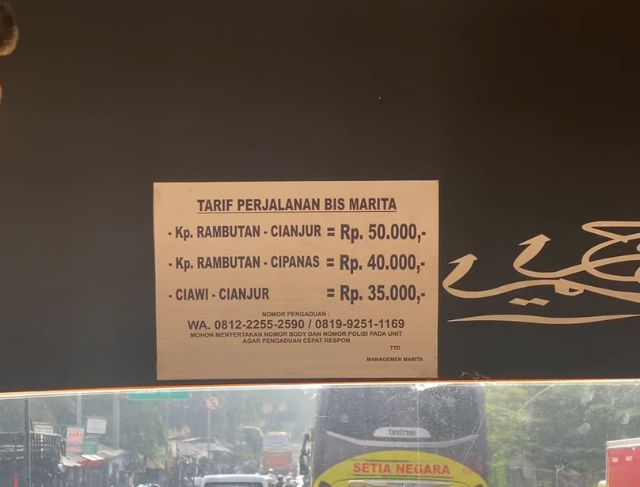 TARIF PERJALANAN BIS MARITA
- Kp. RAMBUTAN - CIANJUR = Rp. 50.000,-
- Kp. RAMBUTAN - CIPANAS = Rp. 40.000,-
- CIAWI - CIANJUR = Rp. 35.000,-
NOMOR PENGADUAN :
WA. 0812-2255-2590 / 0819-9251-1169
MOHON MENYERTAKAN NOMOR BODY DAN NOMOR POLISI PADA UNIT
AGAR PENGADUAN CEPAT RESPON
TTD
MANAGEMEN MARITA
SETIA NEGARA